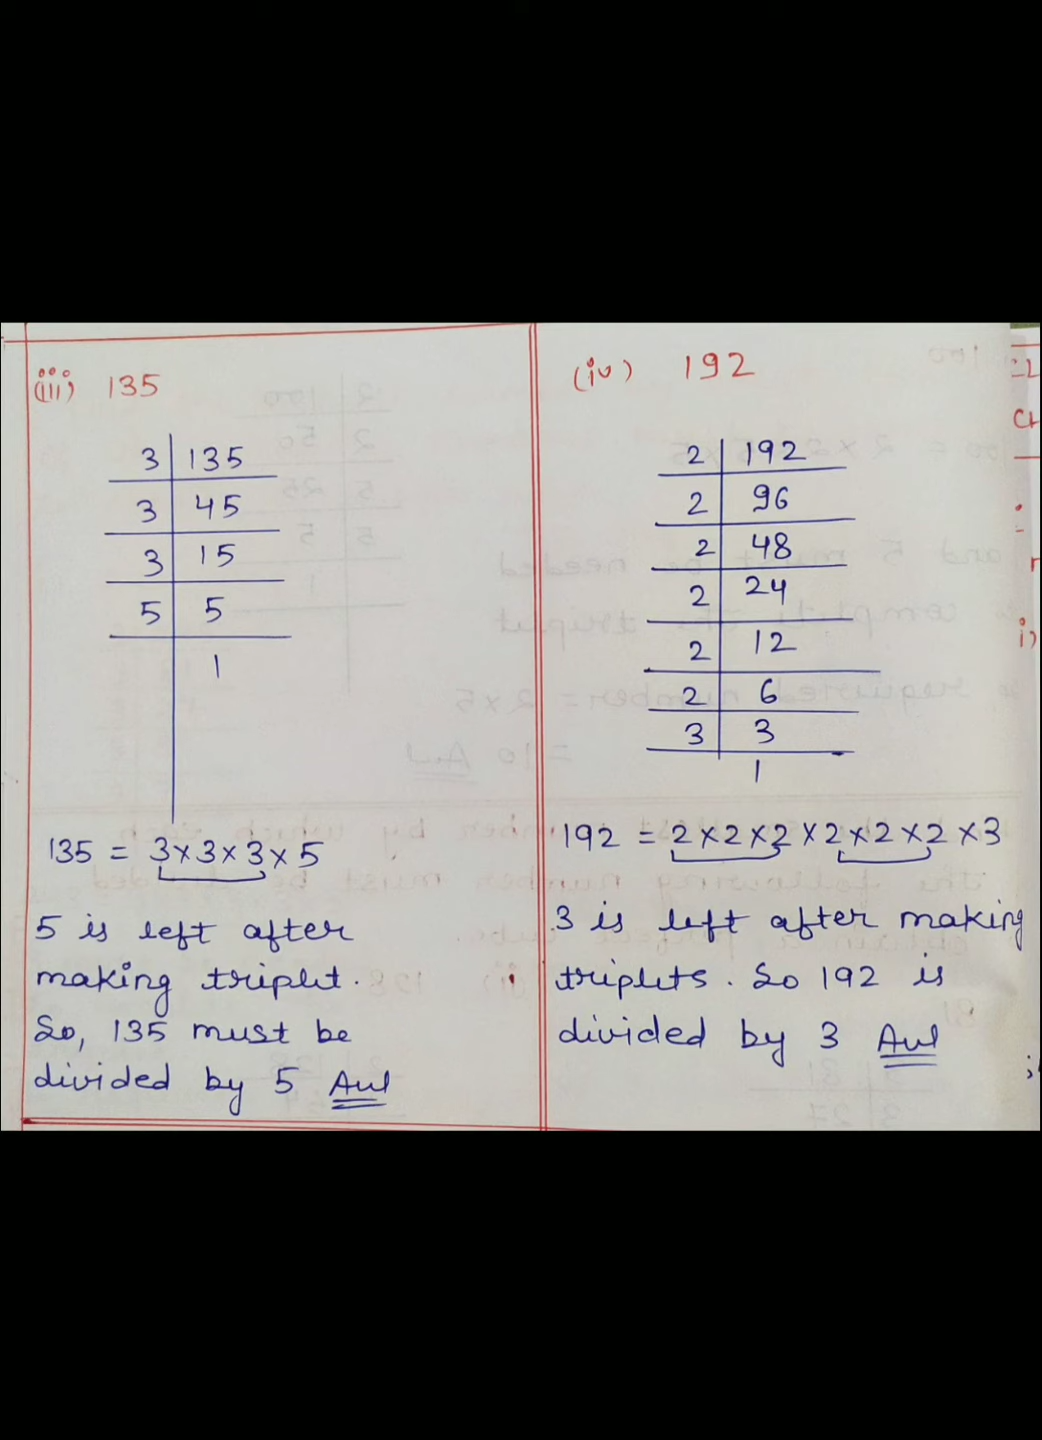 (iii) 135
3 135
3 45
3 15
5 5
1
135 = 3×3×3×5
5 is left after
making triplet.
So, 135 must be
divided by 5 Ans
(iv) 192
2 192
2 96
2 48
2 24
2 12
2 6
3 3
1
192 = 2×2×2×2×2×2×3
3 is left after making
triplets. So 192 is
divided by 3 Ans
i)